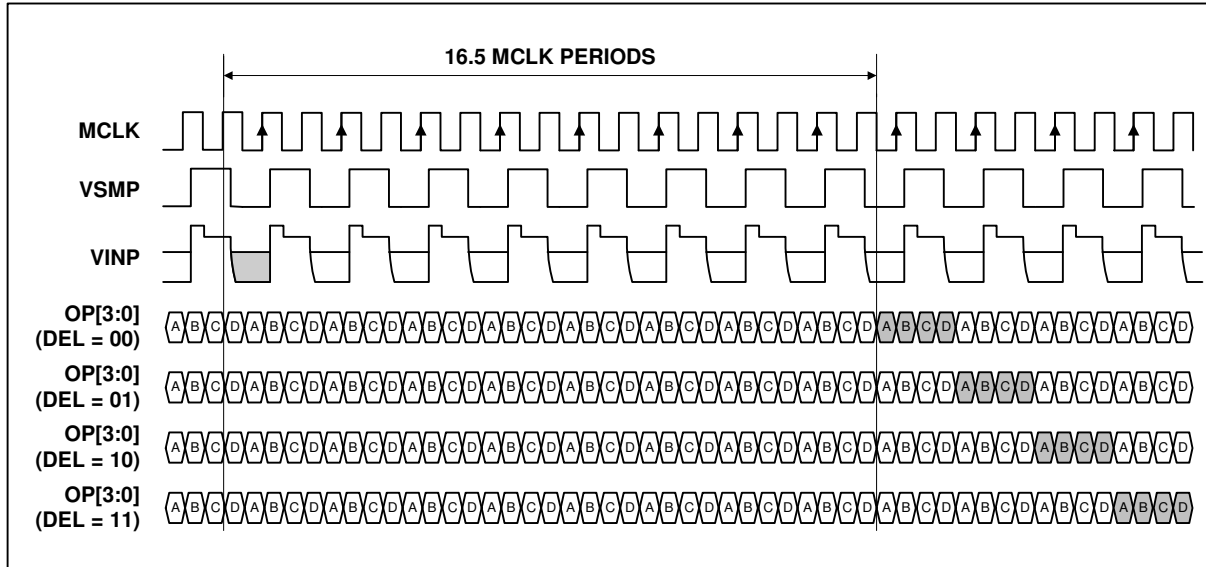 16.5 MCLK PERIODS
MCLK
VSMP
VINP
OP[3:0]
(DEL = 00)
A B C D A B C D A B C D A B C D A B C D A B C D A B C D A B C D A B C D A B C D A B C D A B C D A B C D
OP[3:0]
(DEL = 01)
A B C D A B C D A B C D A B C D A B C D A B C D A B C D A B C D A B C D A B C D A B C D A B C D A B C D
OP[3:0]
(DEL = 10)
A B C D A B C D A B C D A B C D A B C D A B C D A B C D A B C D A B C D A B C D A B C D A B C D A B C D
OP[3:0]
(DEL = 11)
A B C D A B C D A B C D A B C D A B C D A B C D A B C D A B C D A B C D A B C D A B C D A B C D A B C D